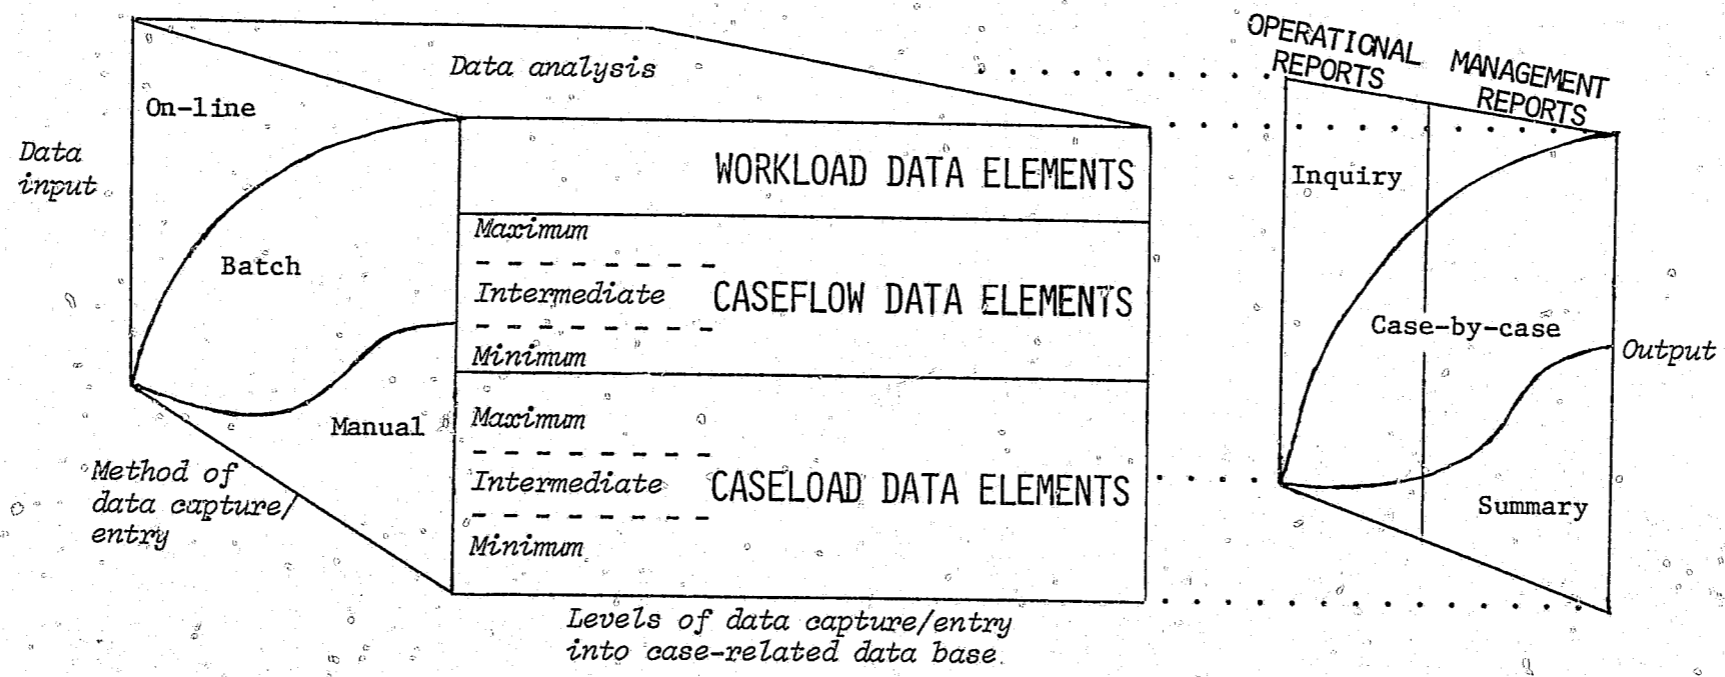 Data analysis
On-line
Data
input
Batch
Manual
Method of
data capture/
entry
WORKLOAD DATA ELEMENTS
Maximum
Intermediate
CASEFLOW DATA ELEMENTS
Minimum
Maximum
Intermediate
CASELOAD DATA ELEMENTS
Minimum
Levels of data capture/entry
into case-related data base.
OPERATIONAL
REPORTS
MANAGEMENT
REPORTS
Inquiry
Case-by-case
Output
Summary